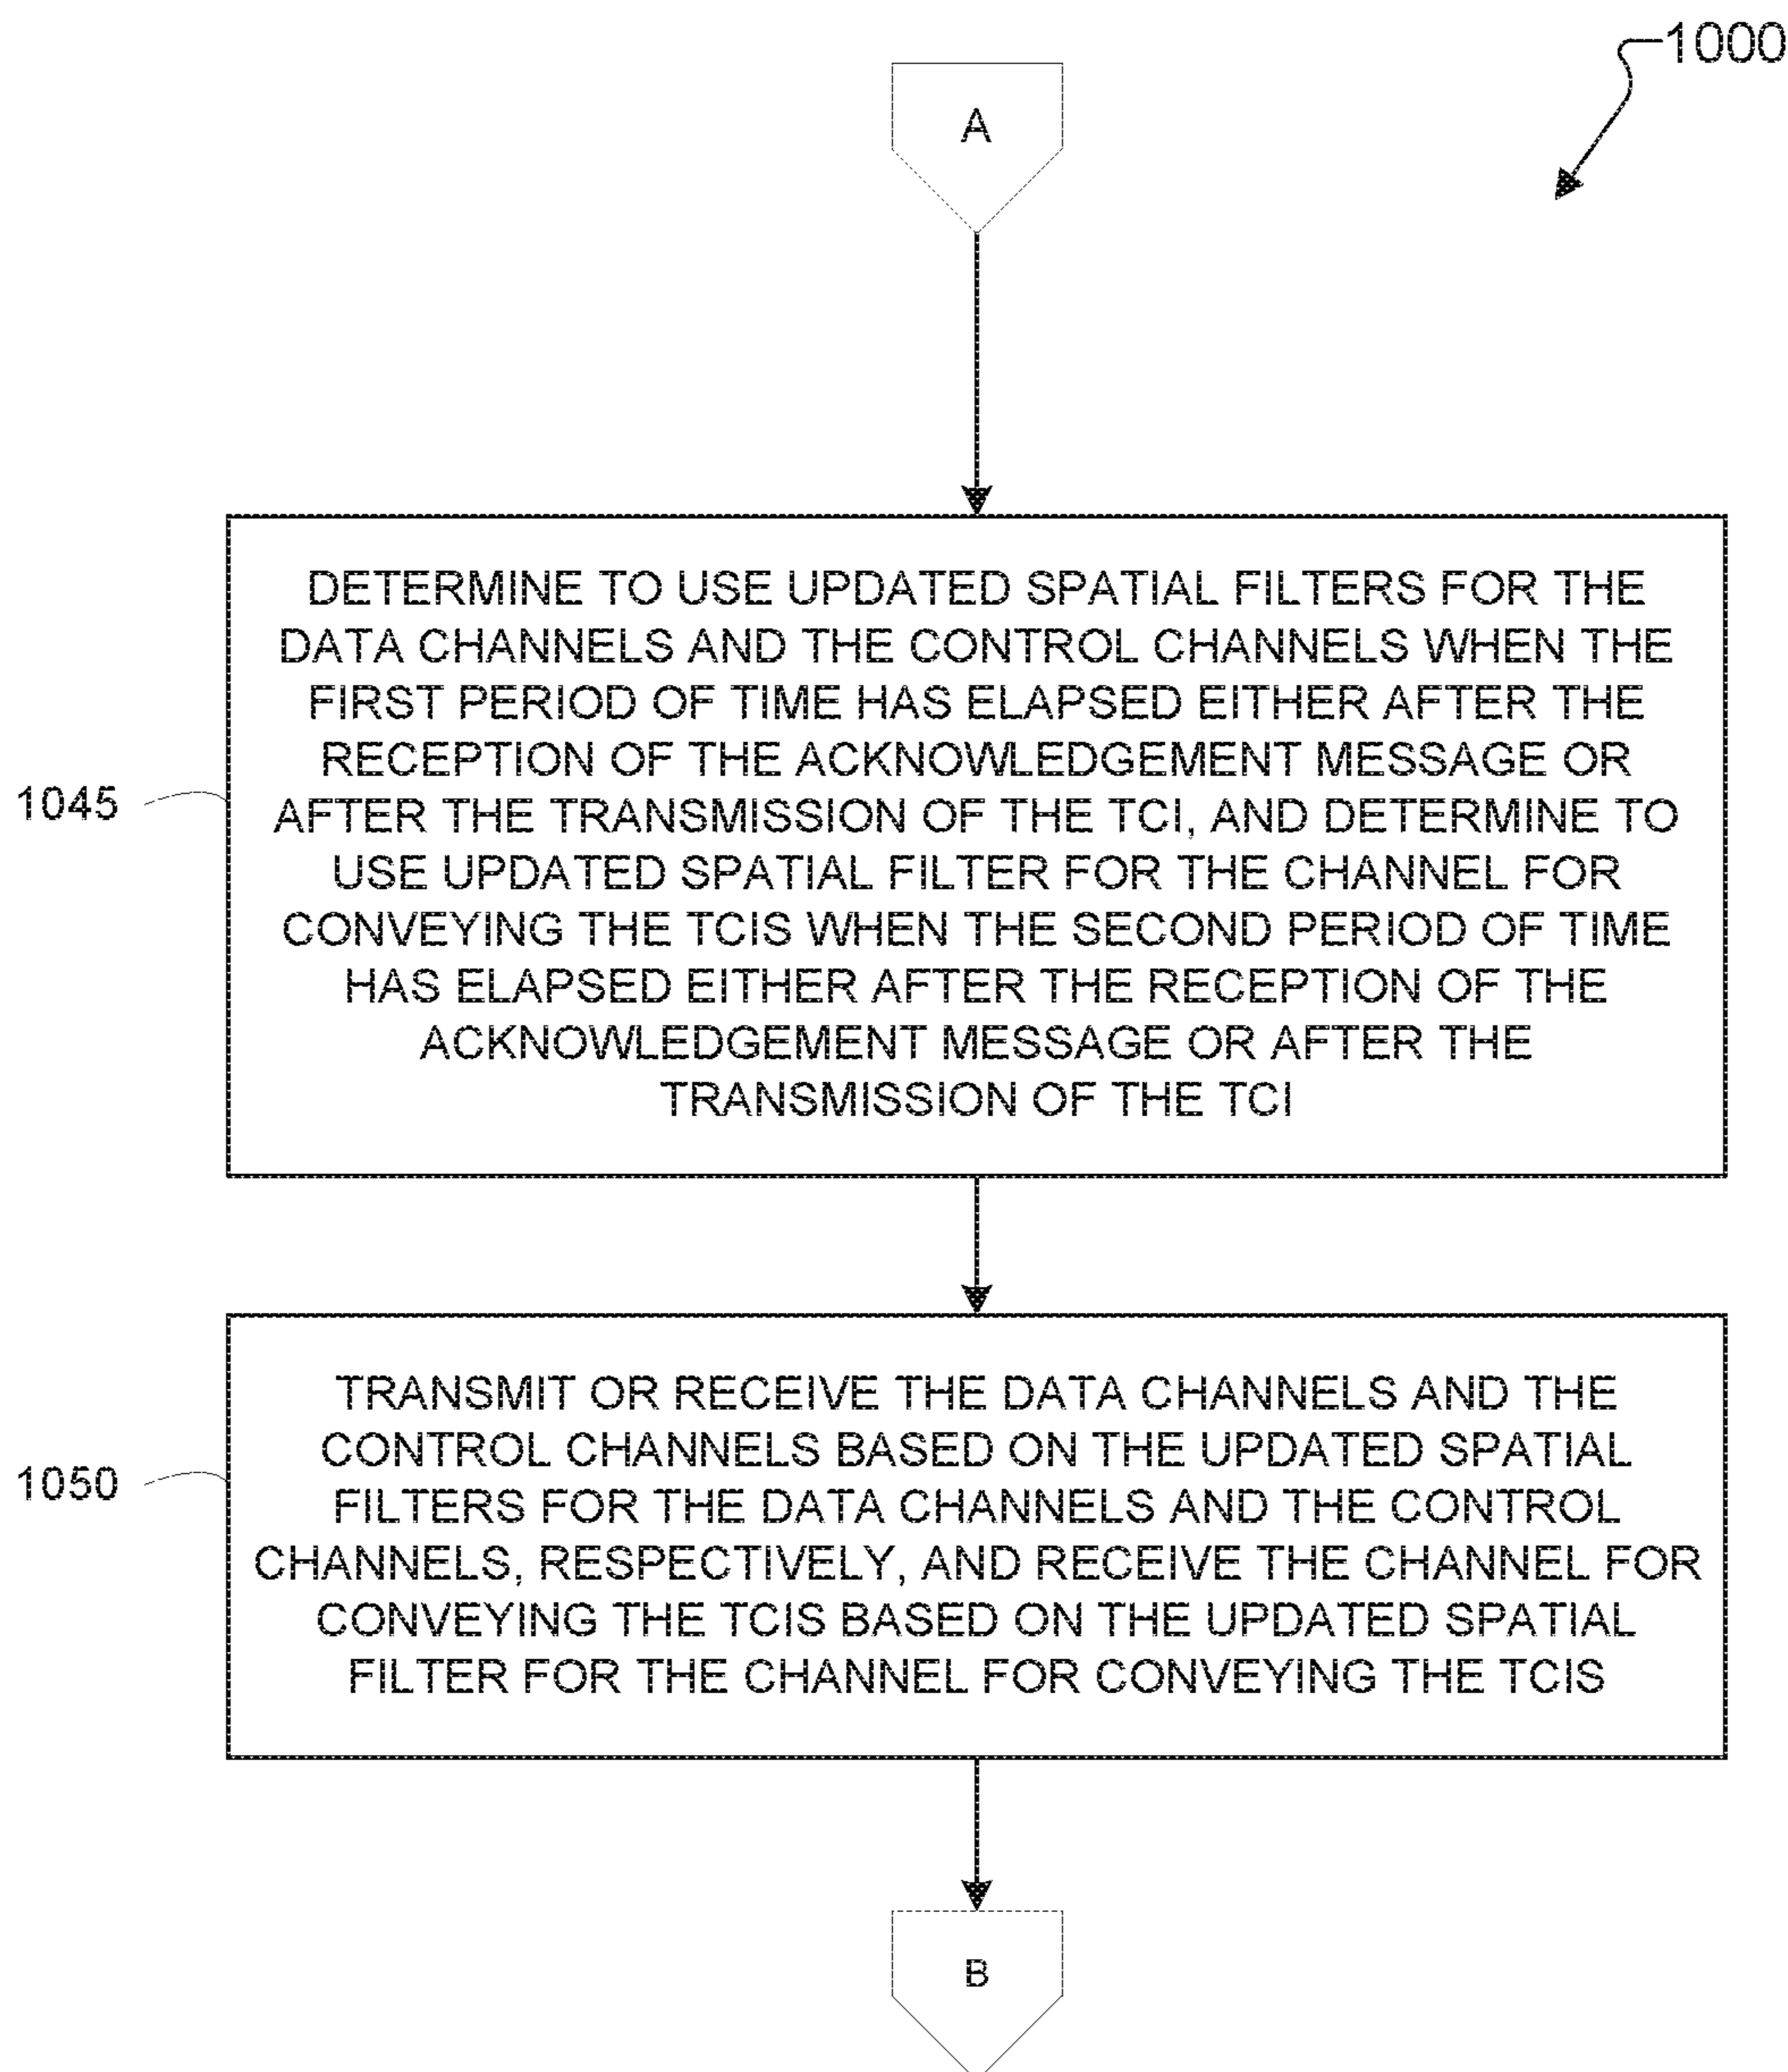 1000
A
1045
DETERMINE TO USE UPDATED SPATIAL FILTERS FOR THE
DATA CHANNELS AND THE CONTROL CHANNELS WHEN THE
FIRST PERIOD OF TIME HAS ELAPSED EITHER AFTER THE
RECEPTION OF THE ACKNOWLEDGEMENT MESSAGE OR
AFTER THE TRANSMISSION OF THE TCI, AND DETERMINE TO
USE UPDATED SPATIAL FILTER FOR THE CHANNEL FOR
CONVEYING THE TCIS WHEN THE SECOND PERIOD OF TIME
HAS ELAPSED EITHER AFTER THE RECEPTION OF THE
ACKNOWLEDGEMENT MESSAGE OR AFTER THE
TRANSMISSION OF THE TCI
1050
TRANSMIT OR RECEIVE THE DATA CHANNELS AND THE
CONTROL CHANNELS BASED ON THE UPDATED SPATIAL
FILTERS FOR THE DATA CHANNELS AND THE CONTROL
CHANNELS, RESPECTIVELY, AND RECEIVE THE CHANNEL FOR
CONVEYING THE TCIS BASED ON THE UPDATED SPATIAL
FILTER FOR THE CHANNEL FOR CONVEYING THE TCIS
B